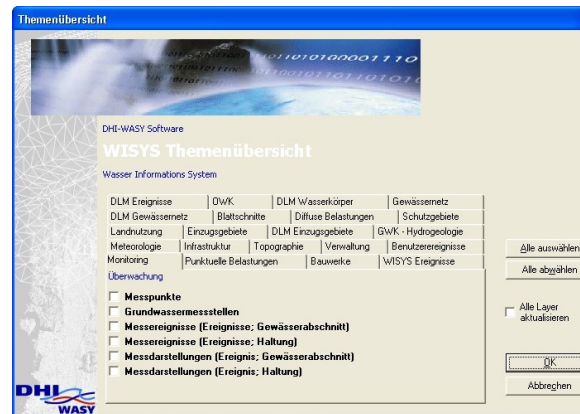 Themenübersicht
1010100001110
DHI-WASY Software
WISYS Themenübersicht
Wasser Informations System
DLM Ereignisse OWK DLM Wasserkörper Gewässernetz
DLM Gewässernetz Blattschnitte Diffuse Belastungen Schutzgebiete
Landnutzung Einzugsgebiete DLM Einzugsgebiete GWK - Hydrogeologie
Meteorologie Infrastruktur Topographie Verwaltung Benutzerereignisse
Monitoring Punktuelle Belastungen Bauwerke WISYS Ereignisse
Überwachung
Messpunkte
Grundwassermessstellen
Messereignisse (Ereignisse; Gewässerabschnitt)
Messereignisse (Ereignisse; Haltung)
Messdarstellungen (Ereignis; Gewässerabschnitt)
Messdarstellungen (Ereignis; Haltung)
Alle auswählen
Alle abwählen
Alle Layer
aktualisieren
OK
Abbrechen
DHI
WASY